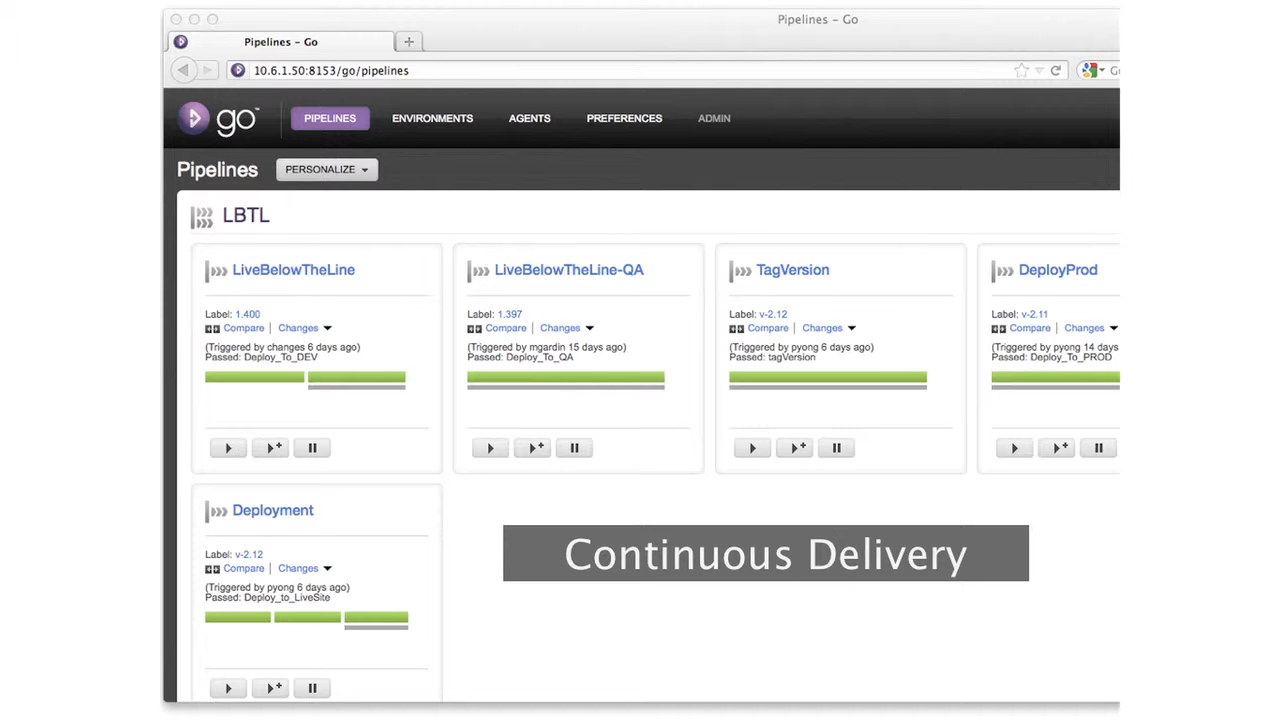 Pipelines – Go
Pipelines – Go
10.6.1.50:8153/go/pipelines
go™ PIPELINES ENVIRONMENTS AGENTS PREFERENCES ADMIN
Pipelines PERSONALIZE
LBTL
LiveBelowTheLine
Label: 1.400
Compare | Changes
(Triggered by changes 6 days ago)
Passed: Deploy_To_DEV
LiveBelowTheLine-QA
Label: 1.397
Compare | Changes
(Triggered by mgardin 15 days ago)
Passed: Deploy_To_QA
TagVersion
Label: v-2.12
Compare | Changes
(Triggered by pyong 6 days ago)
Passed: tagVersion
DeployProd
Label: v-2.11
Compare | Changes
(Triggered by pyong 14 days
Passed: Deploy_To_PROD
Deployment
Label: v-2.12
Compare | Changes
(Triggered by pyong 6 days ago)
Passed: Deploy_to_LiveSite
Continuous Delivery